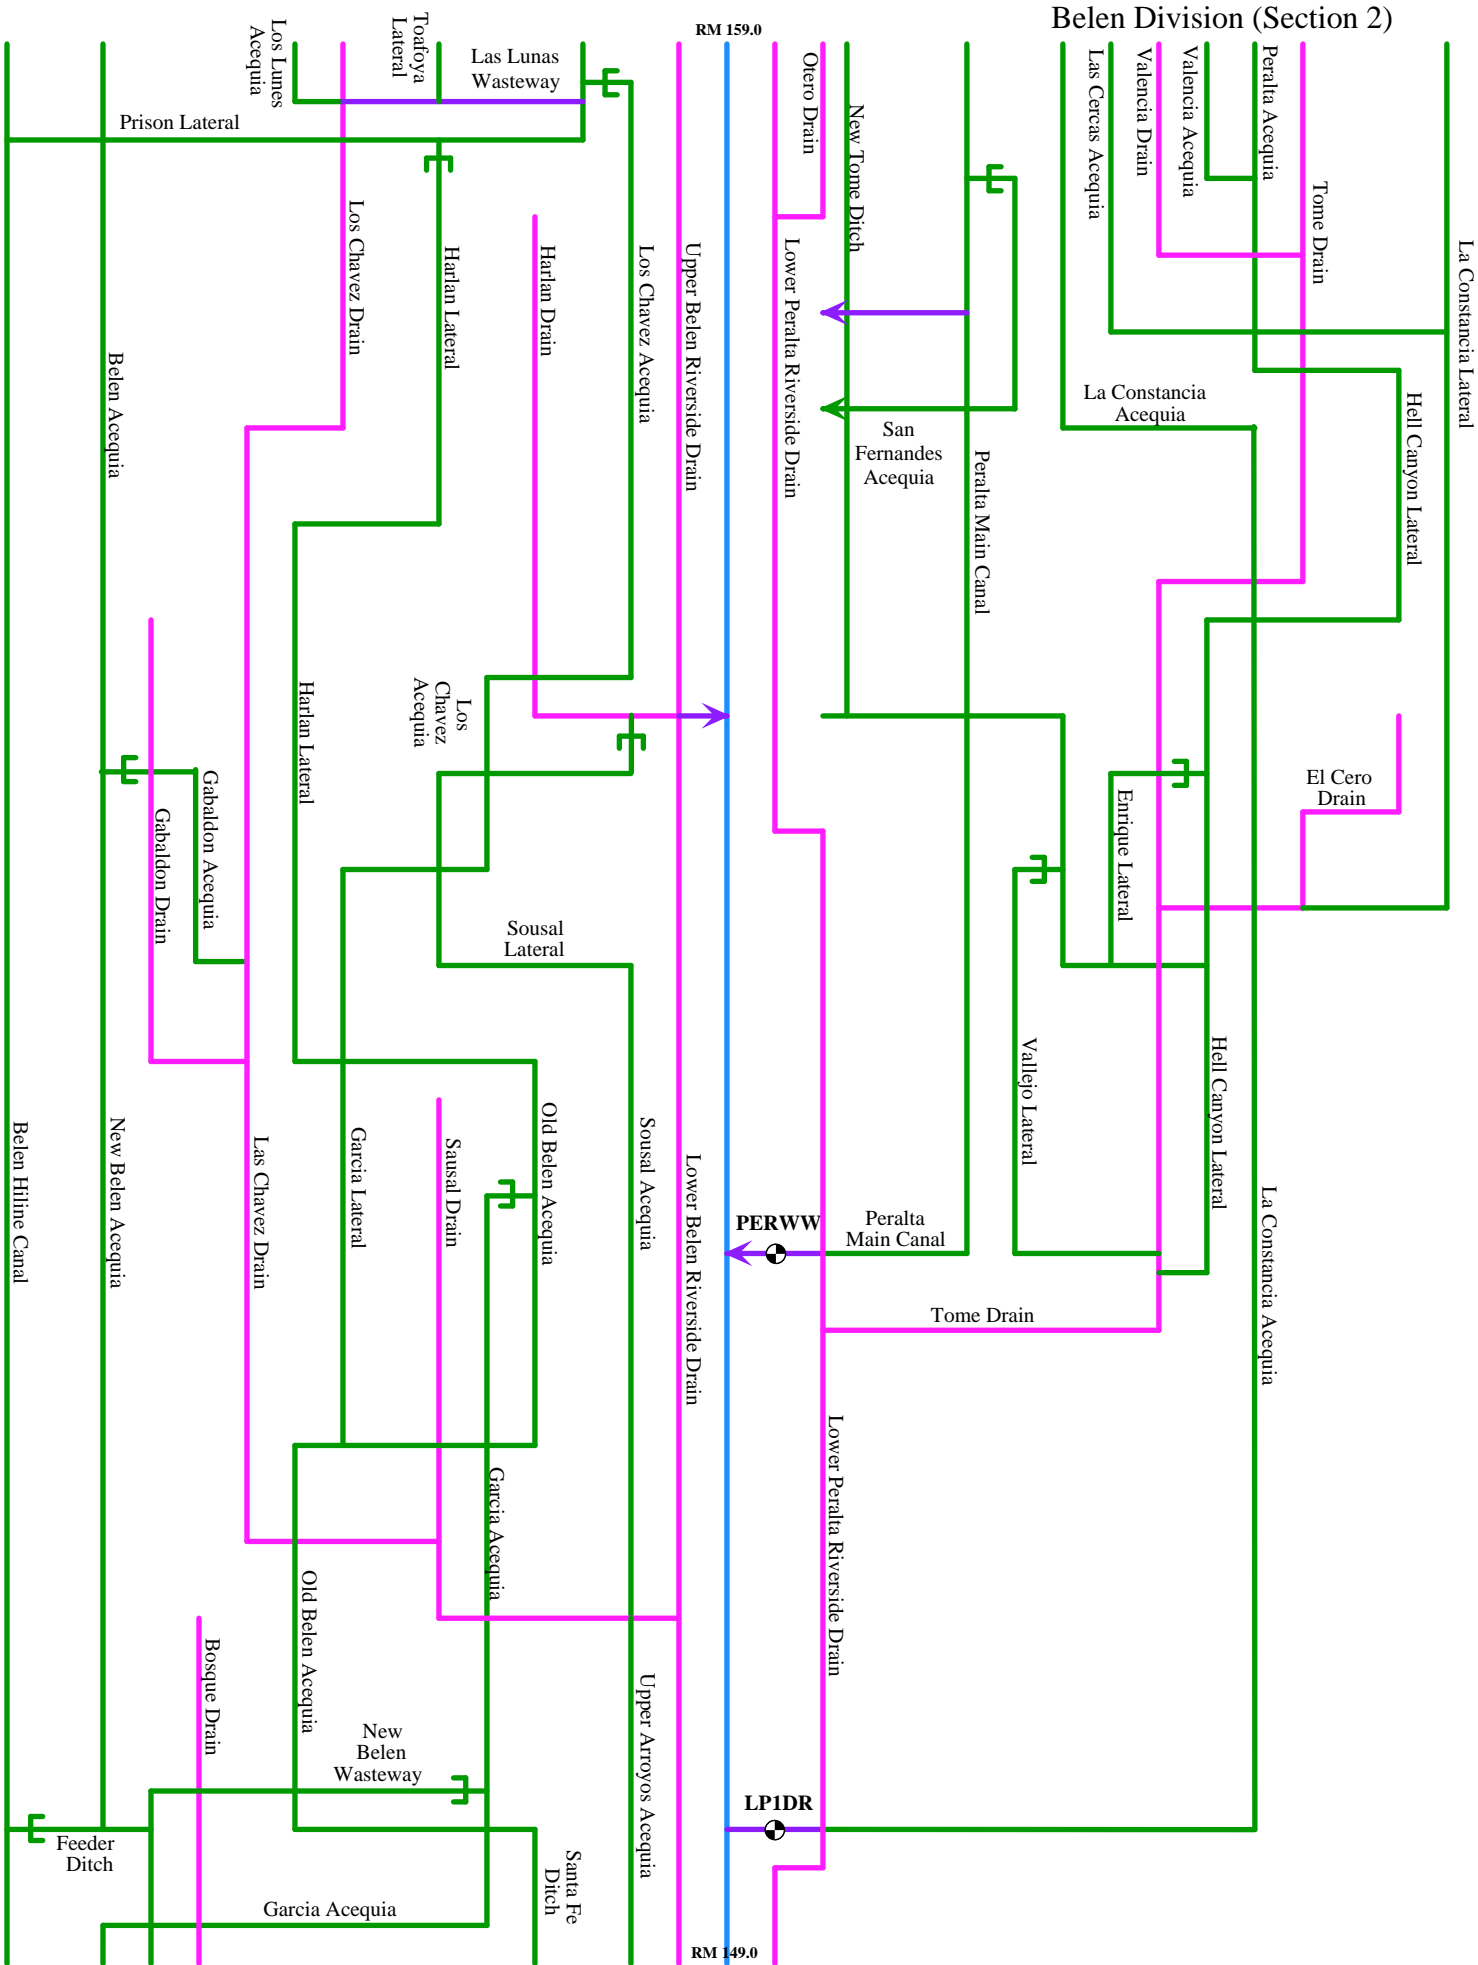 Belen Division (Section 2)
RM 159.0
Los Lunes
Acequia
Toafoya
Lateral
Las Lunas
Wasteway
Prison Lateral
Otero Drain
New Tome Ditch
Las Cercas Acequia
Valencia Drain
Valencia Acequia
Peralta Acequia
Tome Drain
La Constancia Lateral
Los Chavez Drain
Harlan Lateral
Harlan Drain
Los Chavez Acequia
Upper Belen Riverside Drain
Lower Peralta Riverside Drain
Belen Acequia
La Constancia
Acequia
Hell Canyon Lateral
San
Fernandes
Acequia
Peralta Main Canal
Harlan Lateral
Los
Chavez
Acequia
Gabaldon Acequia
Gabaldon Drain
El Cero
Drain
Enrique Lateral
Sousal
Lateral
Vallejo Lateral
Hell Canyon Lateral
Belen Hiline Canal
New Belen Acequia
Las Chavez Drain
Garcia Lateral
Sausal Drain
Old Belen Acequia
Sousal Acequia
Lower Belen Riverside Drain
PERWW
Peralta
Main Canal
La Constancia Acequia
Tome Drain
Garcia Acequia
Lower Peralta Riverside Drain
Old Belen Acequia
Bosque Drain
New
Belen
Wasteway
Upper Arroyos Acequia
LP1DR
Feeder
Ditch
Santa Fe
Ditch
Garcia Acequia
RM 149.0